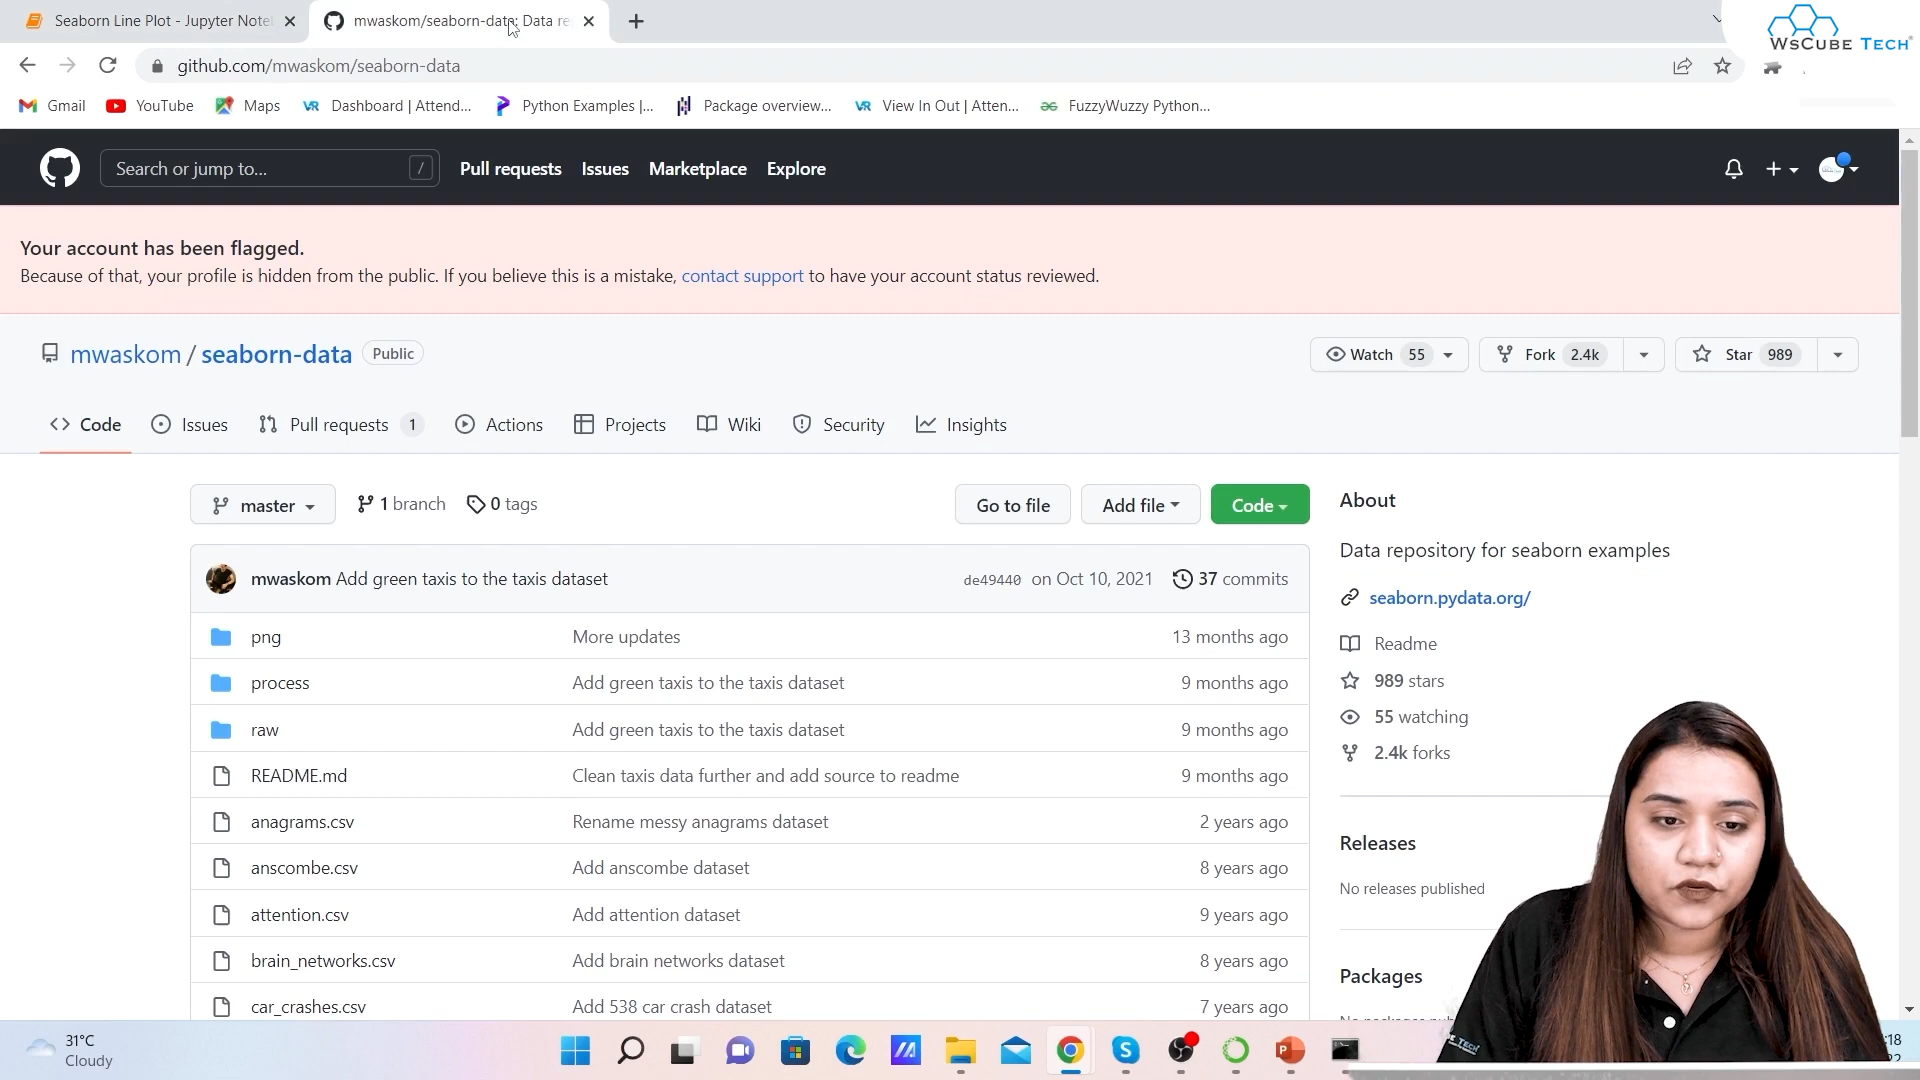 Seaborn Line Plot - Jupyter Note
mwaskom/seaborn-data: Data re
WsCube Tech
github.com/mwaskom/seaborn-data
Gmail
YouTube
Maps
Dashboard | Attend...
Python Examples |...
Package overview...
View In Out | Atten...
FuzzyWuzzy Python...
Search or jump to...
/
Pull requests
Issues
Marketplace
Explore
Your account has been flagged.
Because of that, your profile is hidden from the public. If you believe this is a mistake, contact support to have your account status reviewed.
mwaskom / seaborn-data Public
Watch 55
Fork 2.4k
Star 989
Code
Issues
Pull requests 1
Actions
Projects
Wiki
Security
Insights
master
1 branch
0 tags
Go to file
Add file
Code
mwaskom Add green taxis to the taxis dataset de49440 on Oct 10, 2021 37 commits
png More updates 13 months ago
process Add green taxis to the taxis dataset 9 months ago
raw Add green taxis to the taxis dataset 9 months ago
README.md Clean taxis data further and add source to readme 9 months ago
anagrams.csv Rename messy anagrams dataset 2 years ago
anscombe.csv Add anscombe dataset 8 years ago
attention.csv Add attention dataset 9 years ago
brain_networks.csv Add brain networks dataset 8 years ago
car_crashes.csv Add 538 car crash dataset 7 years ago
About
Data repository for seaborn examples
seaborn.pydata.org/
Readme
989 stars
55 watching
2.4k forks
Releases
No releases published
Packages
31°C
Cloudy